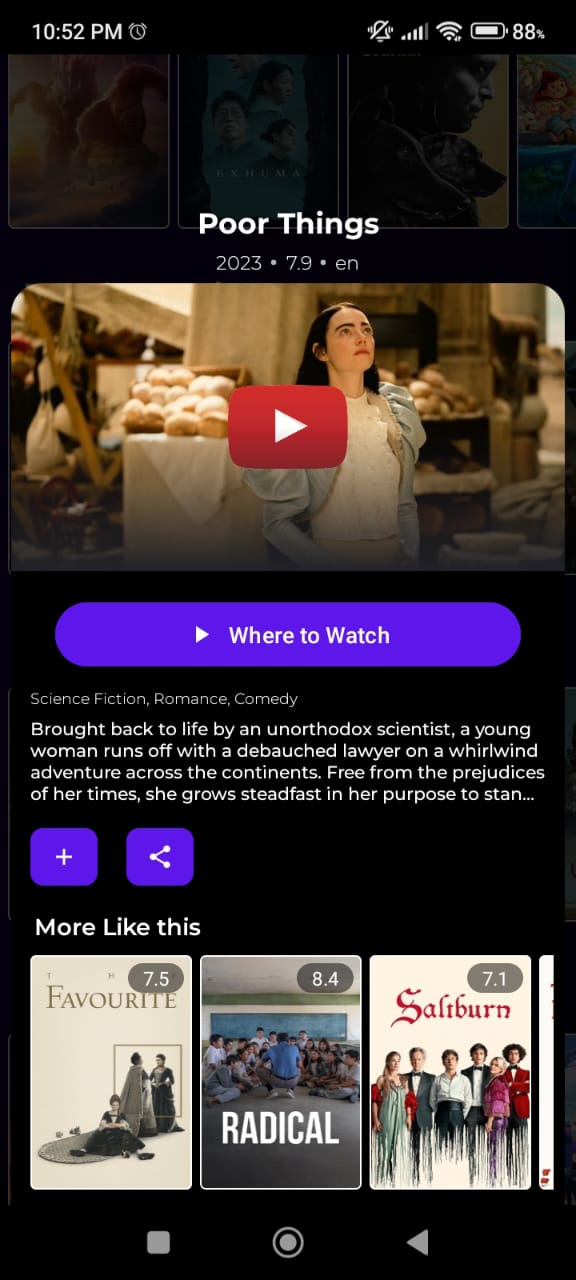 10:52 PM
88%
EXHUMA
Poor Things
2023 • 7.9 • en
Where to Watch
Science Fiction, Romance, Comedy
Brought back to life by an unorthodox scientist, a young
woman runs off with a debauched lawyer on a whirlwind
adventure across the continents. Free from the prejudices
of her times, she grows steadfast in her purpose to stan...
More Like this
7.5
8.4
7.1
FAVOURITE
RADICAL
Saltburn